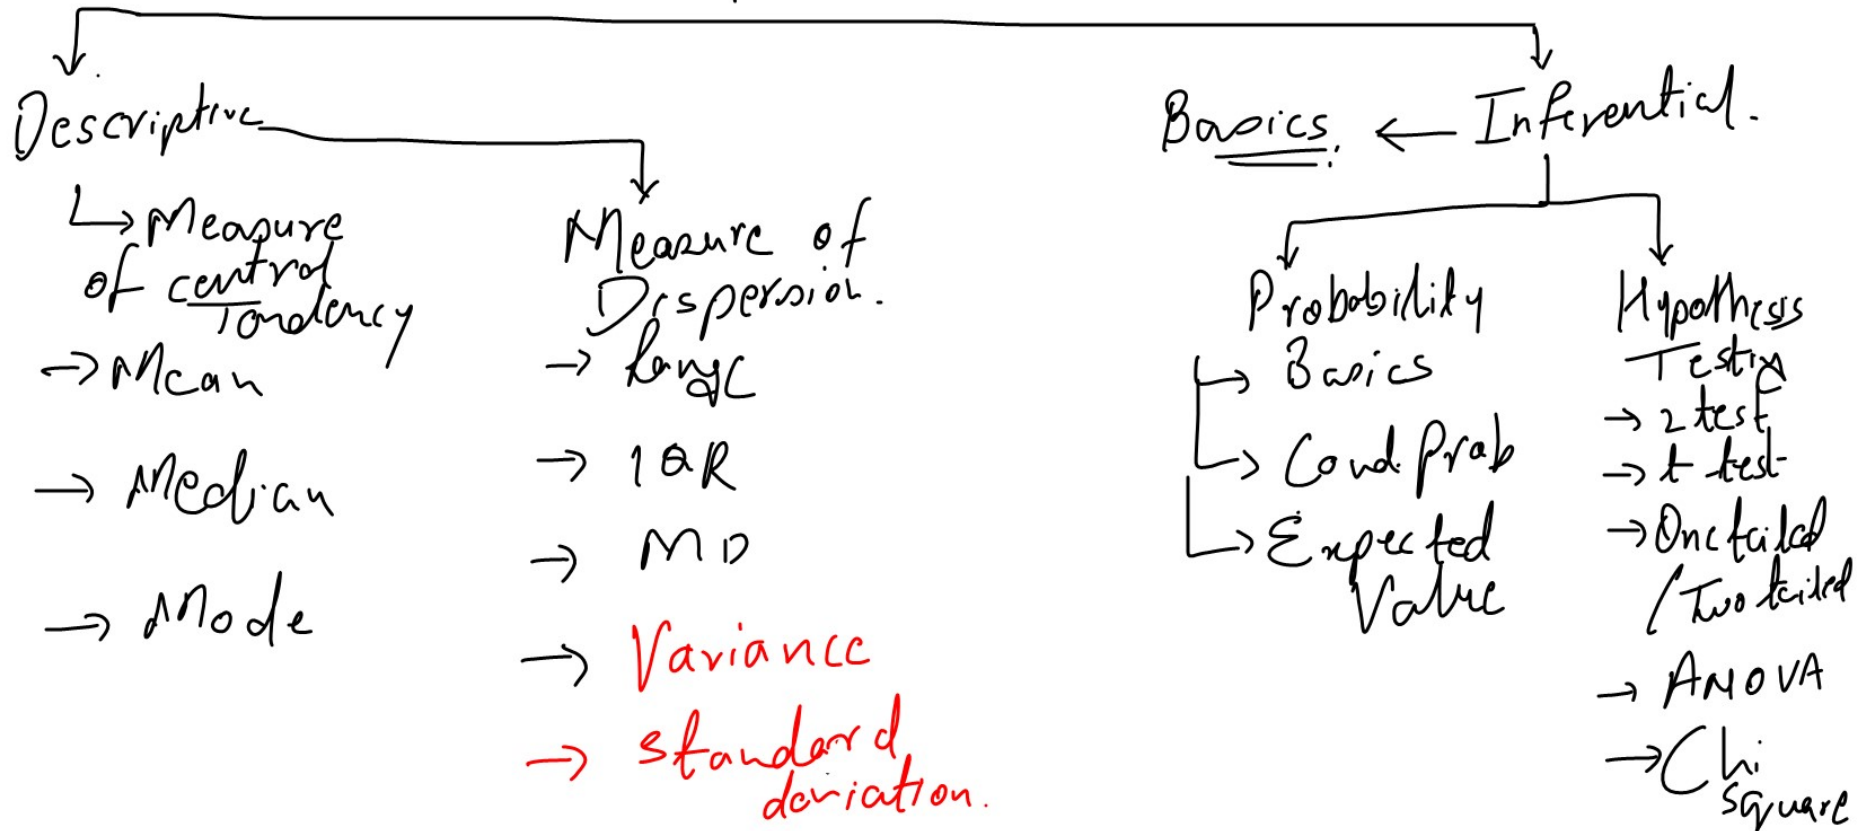 Descriptive
Measure
of central
Tendency
→ Mean
→ Median
→ Mode
Measure of
Dispersion.
→ Range
→ IQR
→ MD
→ Variance
→ Standard
deviation.
Basics. ← Inferential.
Probability
→ Basics
→ Cond. Prob
→ Expected
Value
Hypothesis
Testing
→ z test
→ t test
→ One tailed
/ Two tailed
→ ANOVA
→ Chi
square